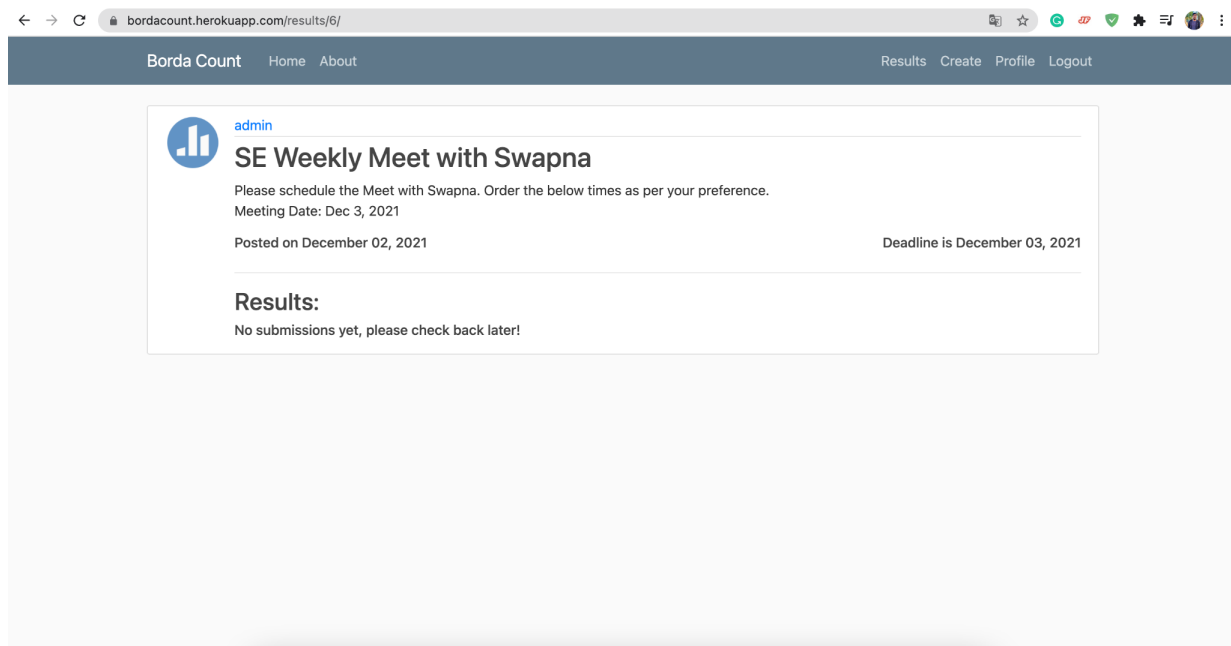 bordacount.herokuapp.com/results/6/
Borda Count Home About Results Create Profile Logout
admin
SE Weekly Meet with Swapna
Please schedule the Meet with Swapna. Order the below times as per your preference.
Meeting Date: Dec 3, 2021
Posted on December 02, 2021 Deadline is December 03, 2021
Results:
No submissions yet, please check back later!